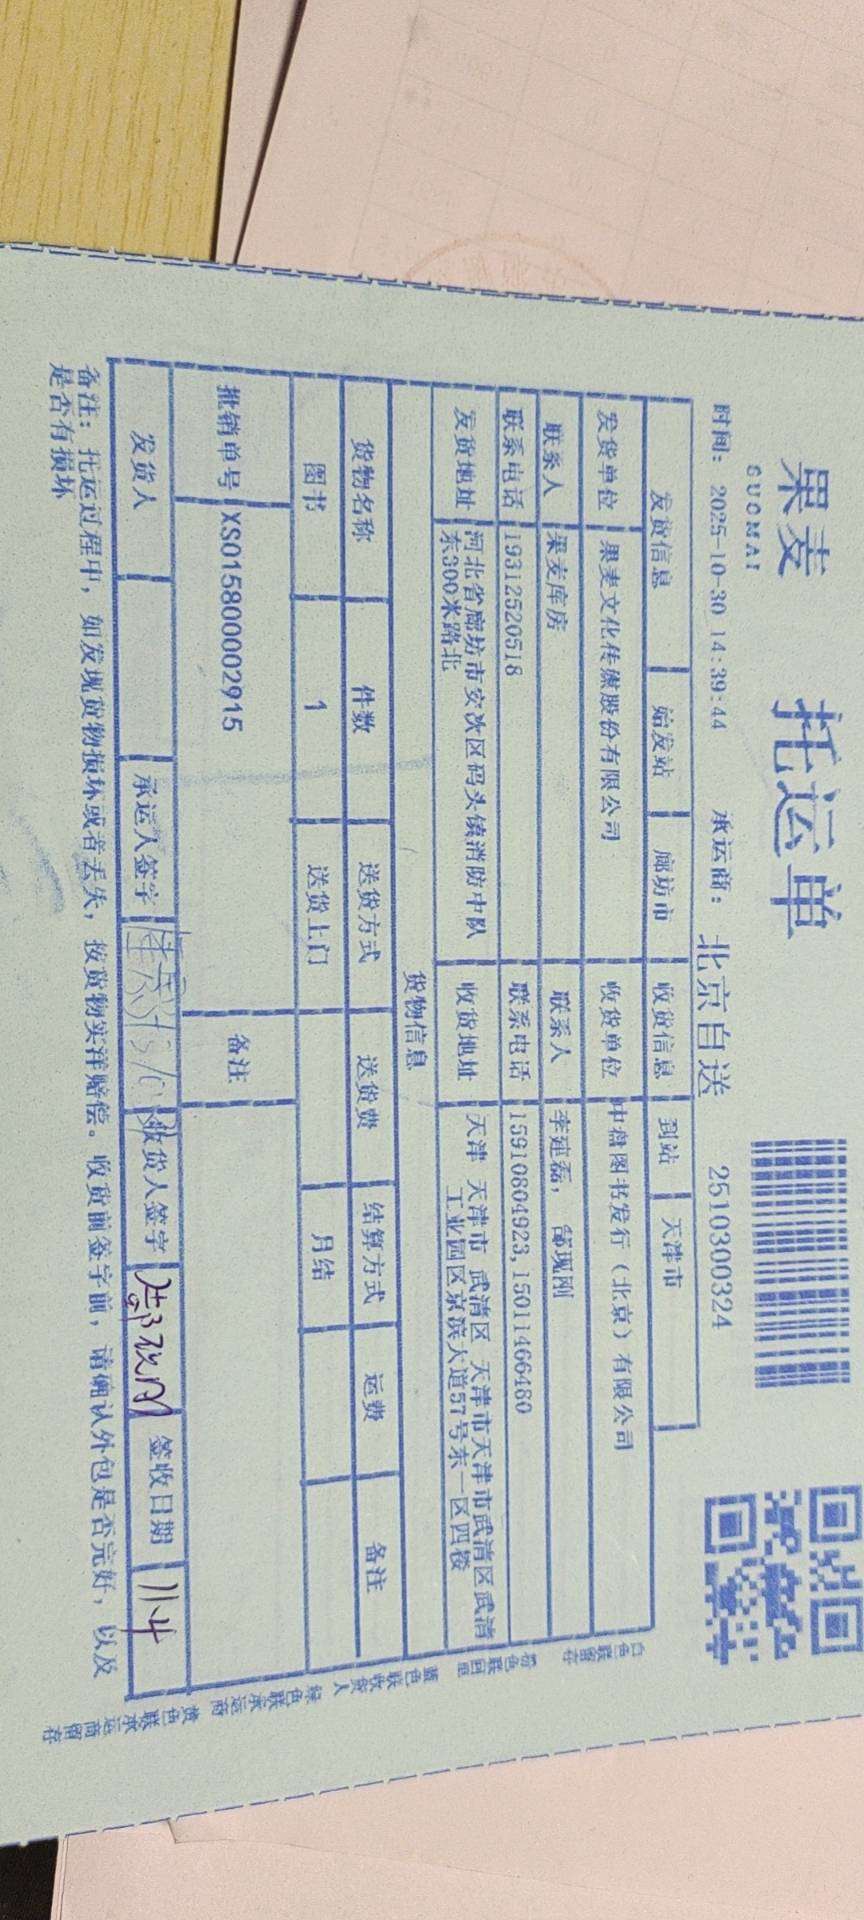 果麦 托运单
GUOMAI
时间: 2025-10-30 14:39:44 承运商: 北京自送 2510300324
发货信息 始发站 廊坊市 收货信息 到站 天津市
发货单位 果麦文化传媒股份有限公司 收货单位 中盘图书发行（北京）有限公司
联系人 果麦库房 联系人 李建磊, 郜现刚
联系电话 19312520518 联系电话 15910804923, 15011466480
发货地址 河北省廊坊市安次区码头镇消防中队东300米路北 收货地址 天津 天津市 武清区 天津市天津市武清区武清工业园区京滨大道57号东一区四楼
货物信息
货物名称 件数 送货方式 送货费 结算方式 运费 备注
图书 1 送货上门 月结
批销单号 XS015800002915 备注
发货人 承运人签字 收货人签字 签收日期 11.4
备注: 托运过程中, 如发现货物损坏或者丢失, 按货物实洋赔偿。收货前签字前, 请确认外包是否完好, 以及
是否有损坏
白色联留存 粉色联回单 蓝色联收货人 绿色联承运商 黄色联承运商留存